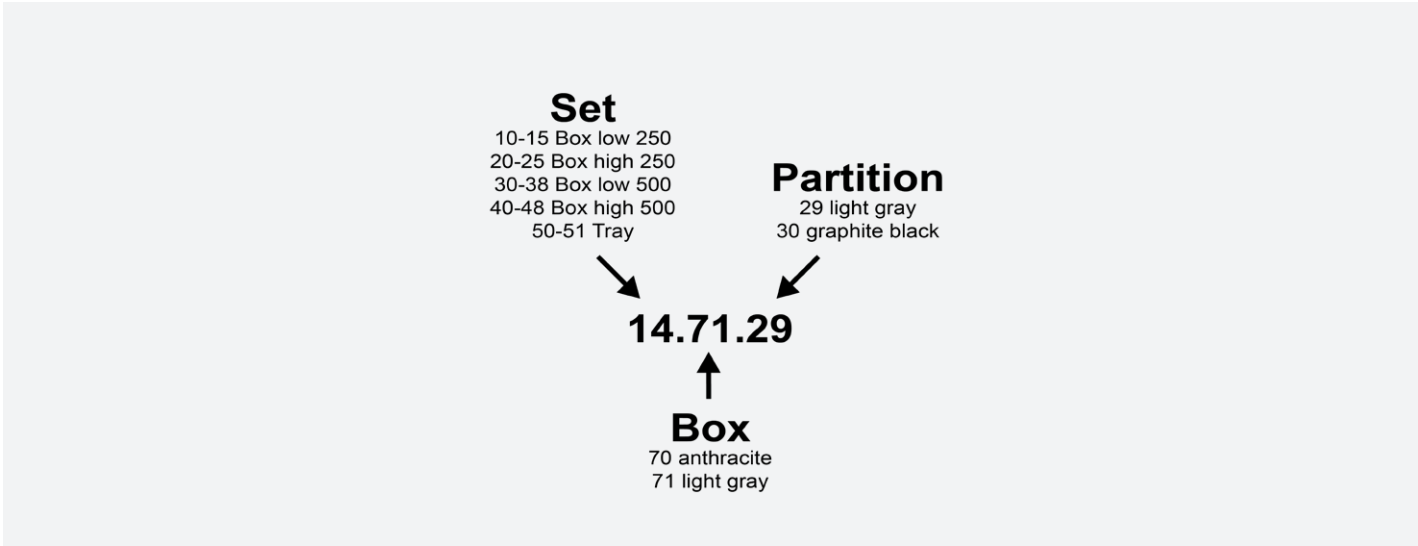 Set
10-15 Box low 250
20-25 Box high 250
30-38 Box low 500
40-48 Box high 500
50-51 Tray
Partition
29 light gray
30 graphite black
14.71.29
Box
70 anthracite
71 light gray